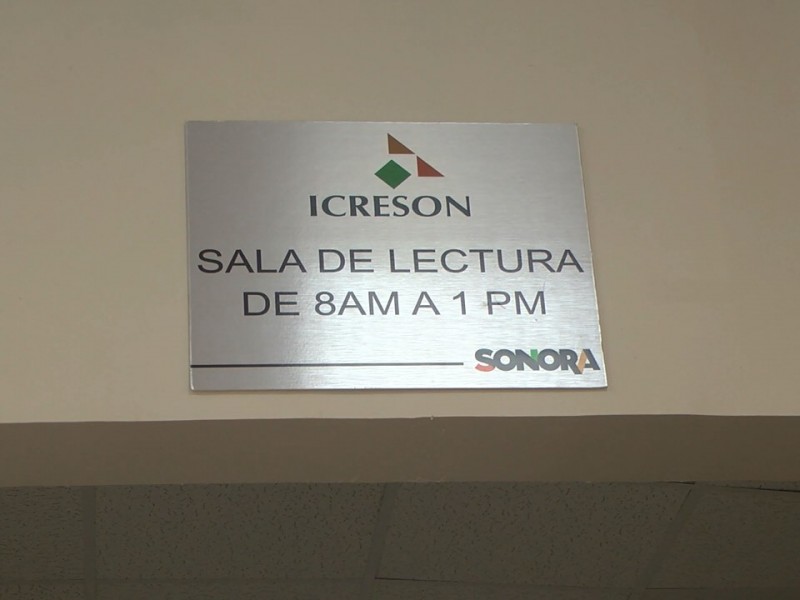 ICRESON
SALA DE LECTURA
DE 8AM A 1 PM
SONORA